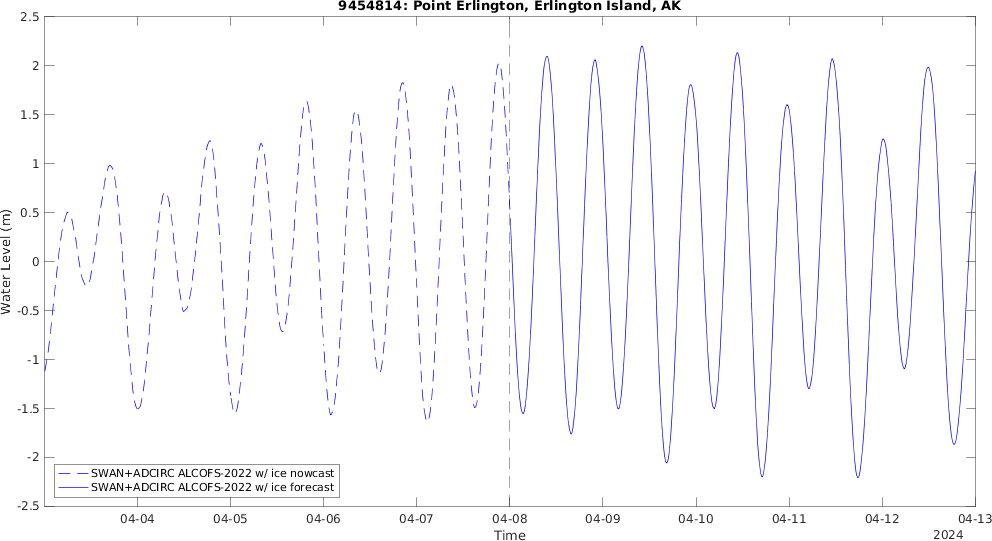 9454814: Point Erlington, Erlington Island, AK
2.5
2
1.5
1
0.5
0
-0.5
-1
-1.5
-2
-2.5
Water Level (m)
SWAN+ADCIRC ALCOFS-2022 w/ ice nowcast
SWAN+ADCIRC ALCOFS-2022 w/ ice forecast
04-04 04-05 04-06 04-07 04-08 04-09 04-10 04-11 04-12 04-13
Time
2024